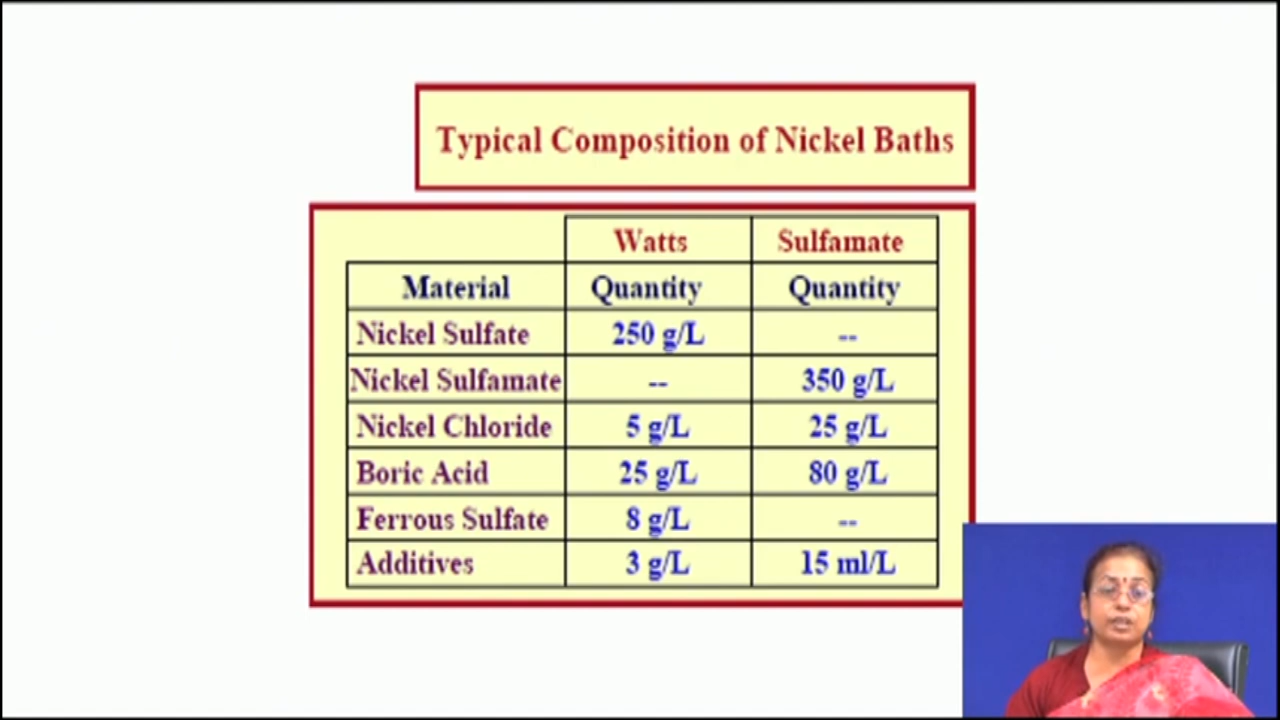 Typical Composition of Nickel Baths
Watts Sulfamate
Material Quantity Quantity
Nickel Sulfate 250 g/L --
Nickel Sulfamate -- 350 g/L
Nickel Chloride 5 g/L 25 g/L
Boric Acid 25 g/L 80 g/L
Ferrous Sulfate 8 g/L --
Additives 3 g/L 15 ml/L